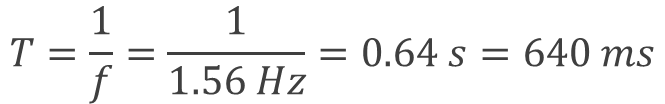 T = 1/f = 1/1.56 Hz = 0.64 s = 640 ms